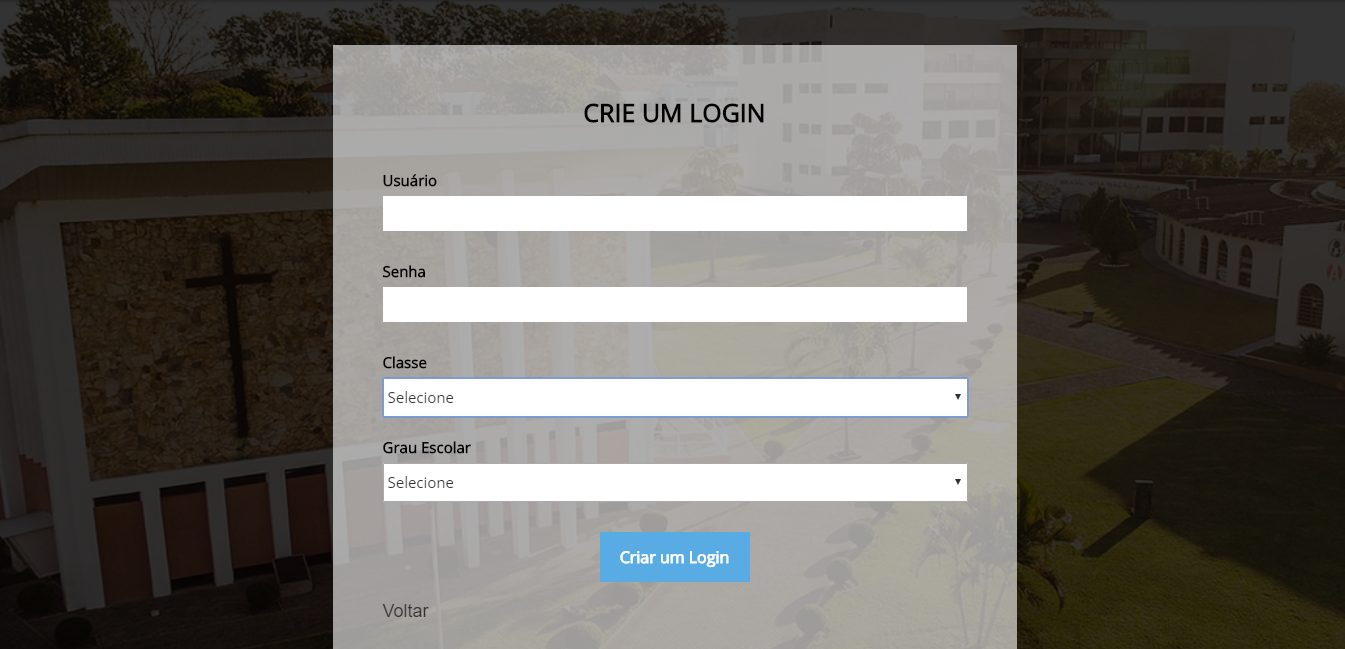 CRIE UM LOGIN
Usuário
Senha
Classe
Selecione
Grau Escolar
Selecione
Criar um Login
Voltar